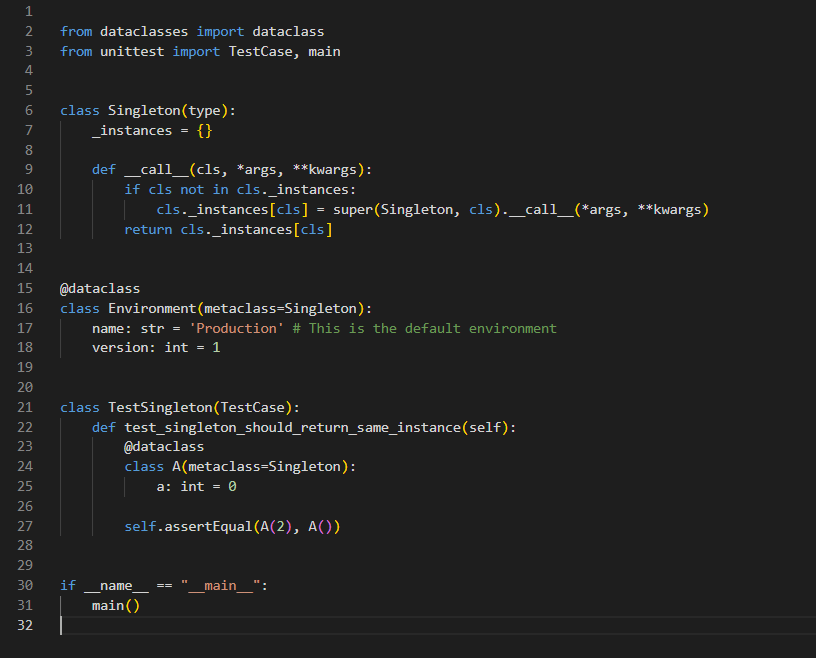 1
2 from dataclasses import dataclass
3 from unittest import TestCase, main
4
5
6 class Singleton(type):
7     _instances = {}
8
9     def __call__(cls, *args, **kwargs):
10         if cls not in cls._instances:
11             cls._instances[cls] = super(Singleton, cls).__call__(*args, **kwargs)
12         return cls._instances[cls]
13
14
15 @dataclass
16 class Environment(metaclass=Singleton):
17     name: str = 'Production' # This is the default environment
18     version: int = 1
19
20
21 class TestSingleton(TestCase):
22     def test_singleton_should_return_same_instance(self):
23         @dataclass
24         class A(metaclass=Singleton):
25             a: int = 0
26
27         self.assertEqual(A(2), A())
28
29
30 if __name__ == "__main__":
31     main()
32